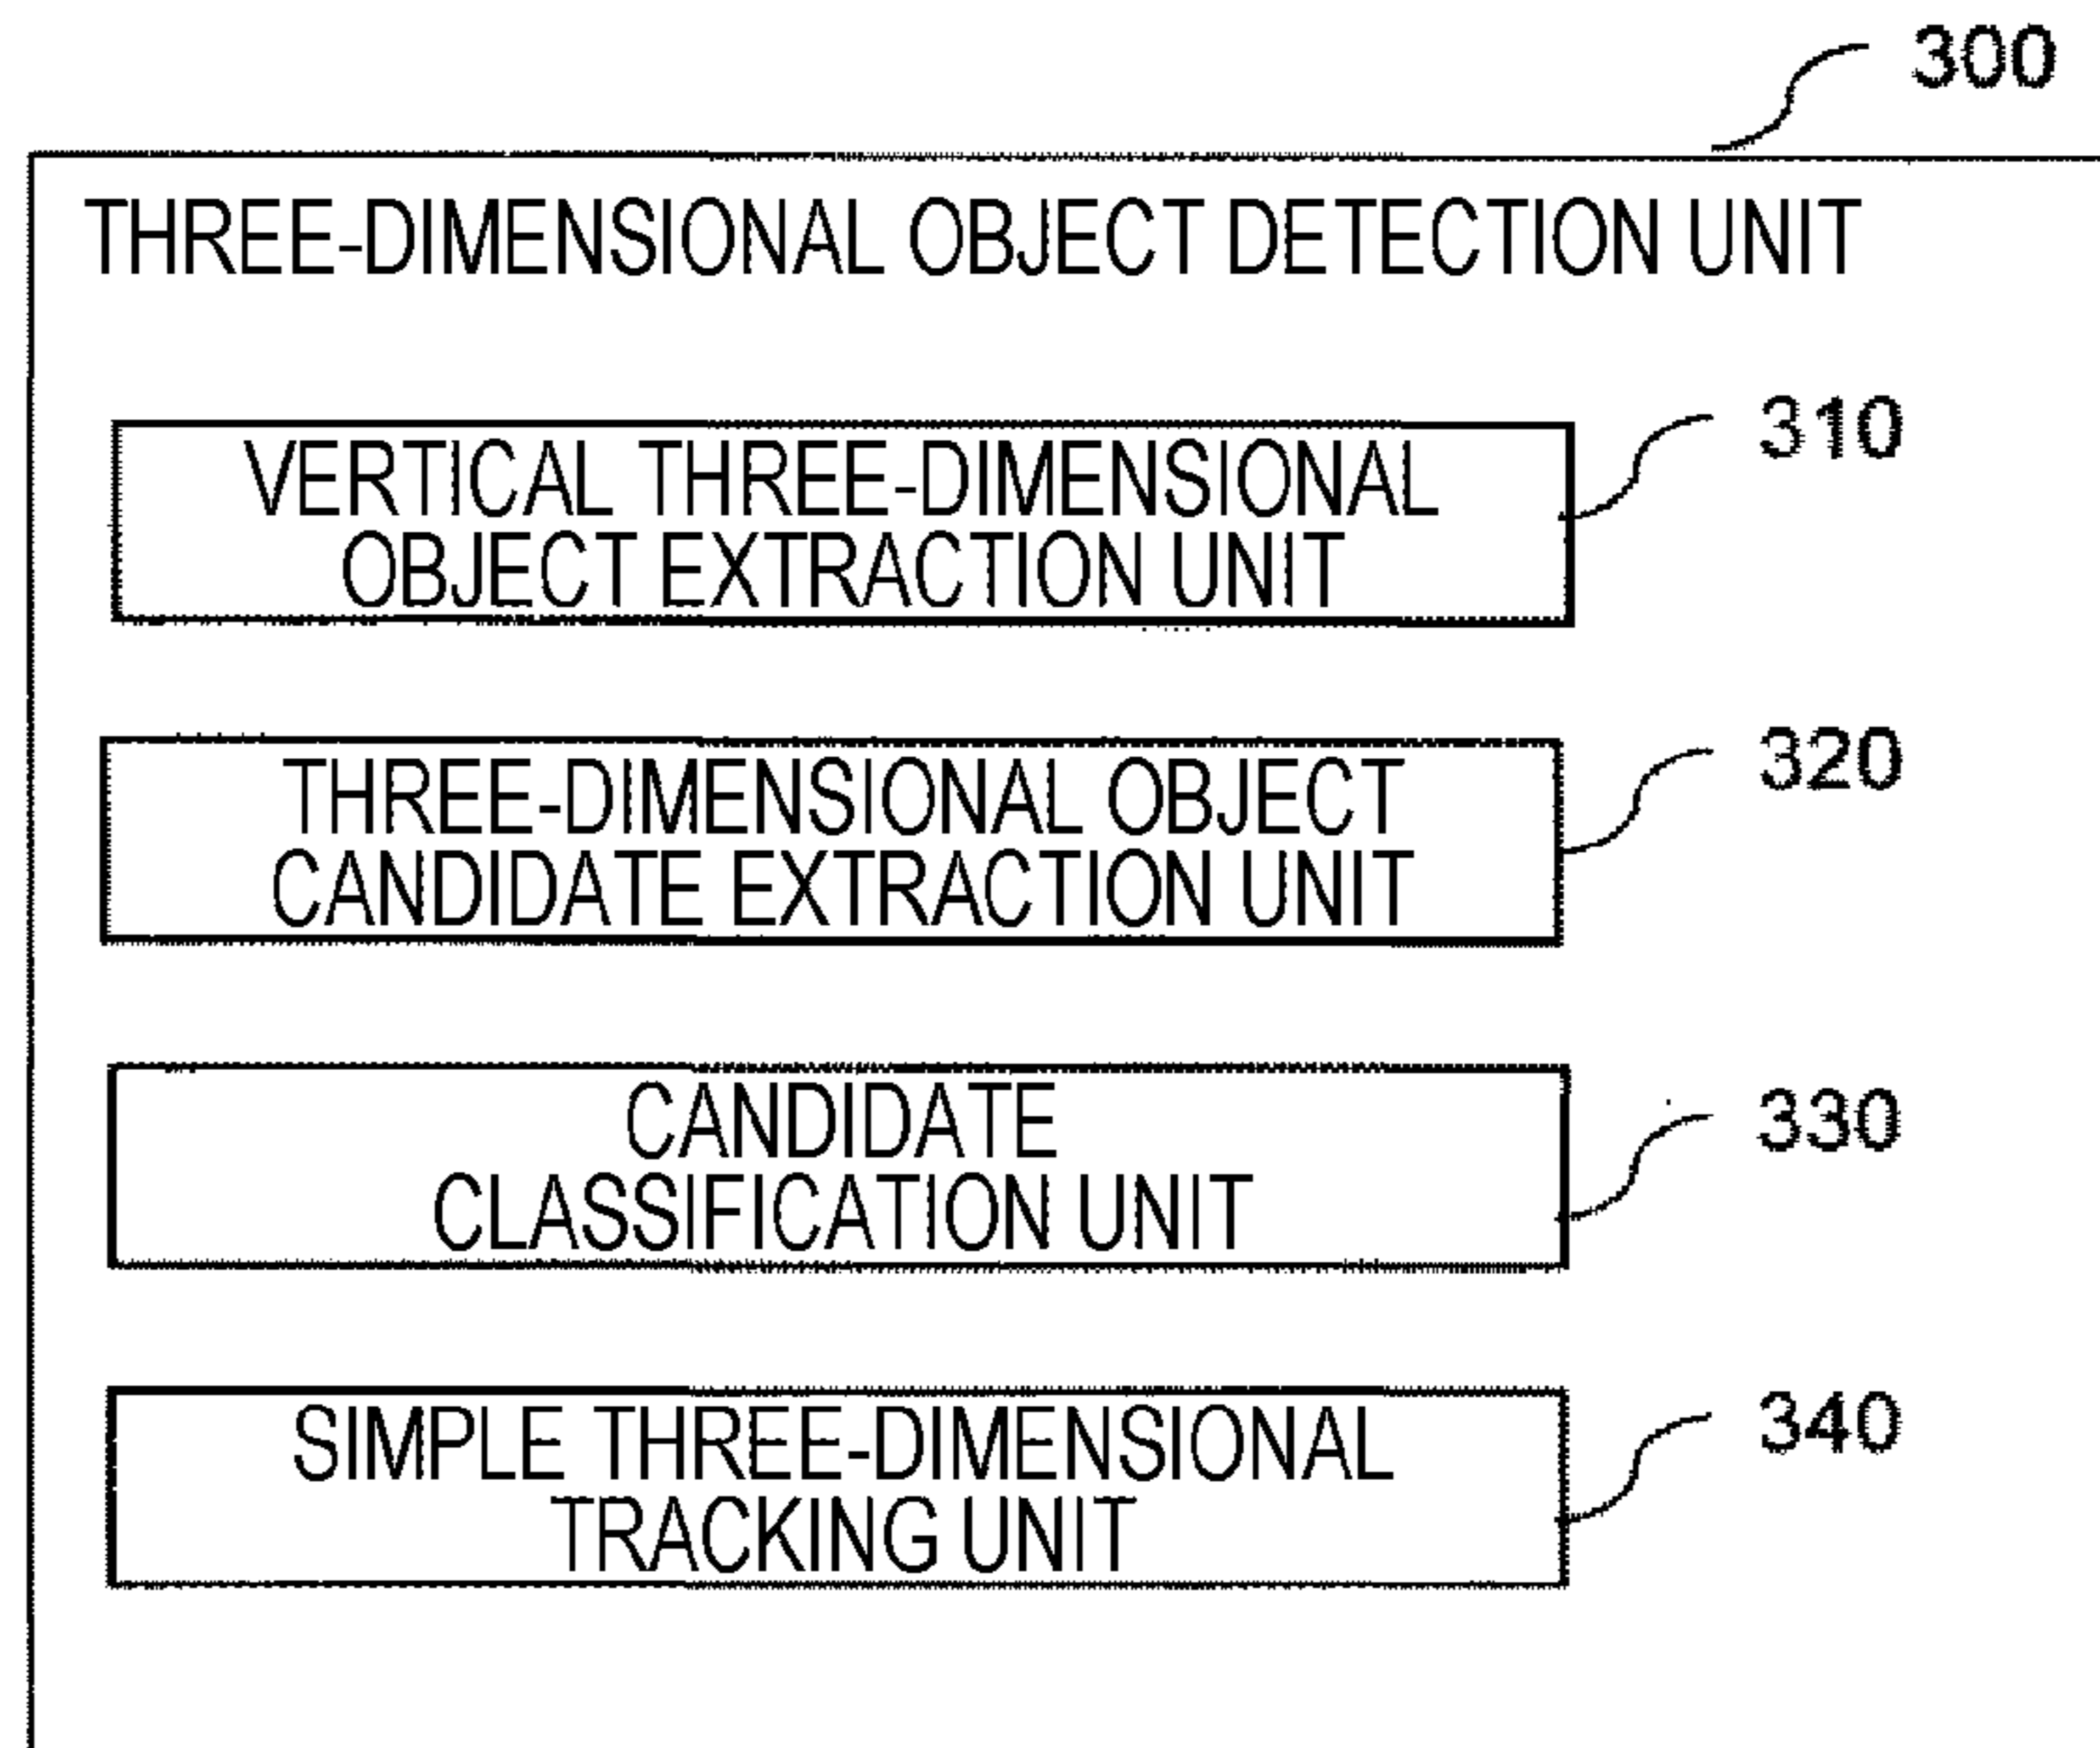 300
THREE-DIMENSIONAL OBJECT DETECTION UNIT
310
VERTICAL THREE-DIMENSIONAL
OBJECT EXTRACTION UNIT
320
THREE-DIMENSIONAL OBJECT
CANDIDATE EXTRACTION UNIT
330
CANDIDATE
CLASSIFICATION UNIT
340
SIMPLE THREE-DIMENSIONAL
TRACKING UNIT